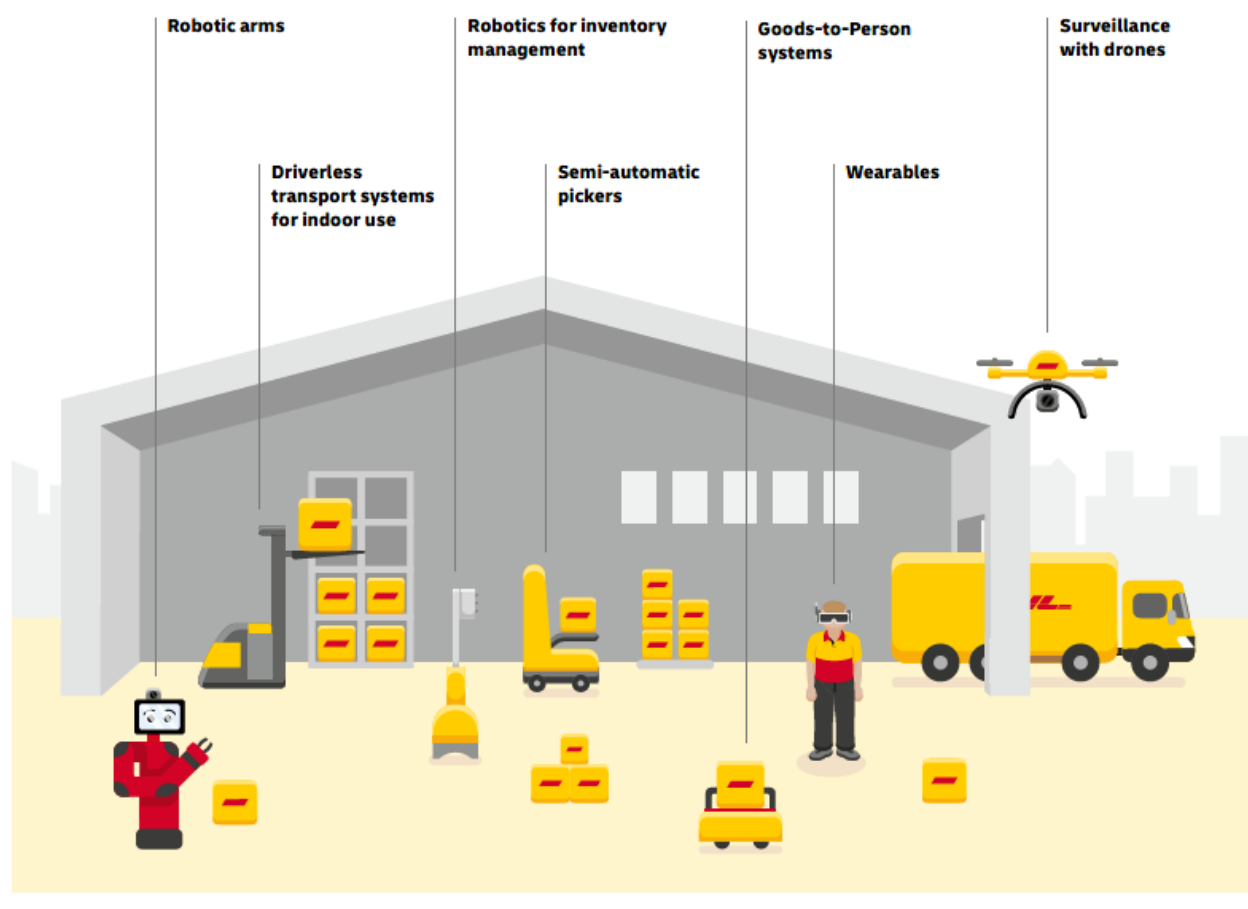 Robotic arms
Robotics for inventory
management
Goods-to-Person
systems
Surveillance
with drones
Driverless
transport systems
for indoor use
Semi-automatic
pickers
Wearables